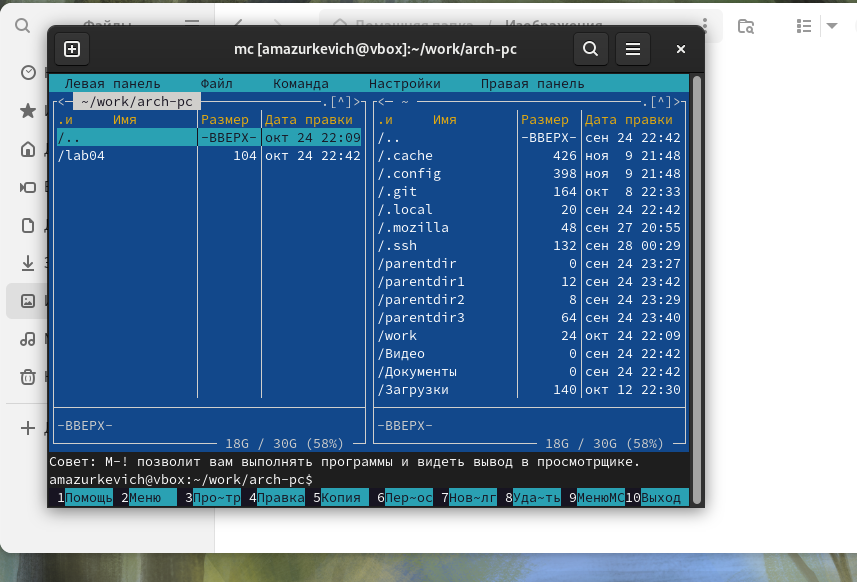 Файлы
Домашняя папка / Изображения
mc [amazurkevich@vbox]:~/work/arch-pc
Левая панель Файл Команда Настройки Правая панель
<─ ~/work/arch-pc .[^]>
.и Имя Размер Дата правки
/.. -ВВЕРХ- окт 24 22:09
/lab04 104 окт 24 22:42
-ВВЕРХ-
18G / 30G (58%)
<─ ~ .[^]>
.и Имя Размер Дата правки
/.. -ВВЕРХ- сен 24 22:42
/.cache 426 ноя 9 21:48
/.config 398 ноя 9 21:48
/.git 164 окт 8 22:33
/.local 20 сен 24 22:42
/.mozilla 48 сен 27 20:55
/.ssh 132 сен 28 00:29
/parentdir 0 сен 24 23:27
/parentdir1 12 сен 24 23:42
/parentdir2 8 сен 24 23:29
/parentdir3 64 сен 24 23:40
/work 24 окт 24 22:09
/Видео 0 сен 24 22:42
/Документы 0 сен 24 22:42
/Загрузки 140 окт 12 22:30
-ВВЕРХ-
18G / 30G (58%)
Совет: M-! позволит вам выполнять программы и видеть вывод в просмотрщике.
amazurkevich@vbox:~/work/arch-pc$
1Помощь 2Меню 3Про~тр 4Правка 5Копия 6Пер~ос 7Нов~лг 8Уда~ть 9МенюMC 10Выход